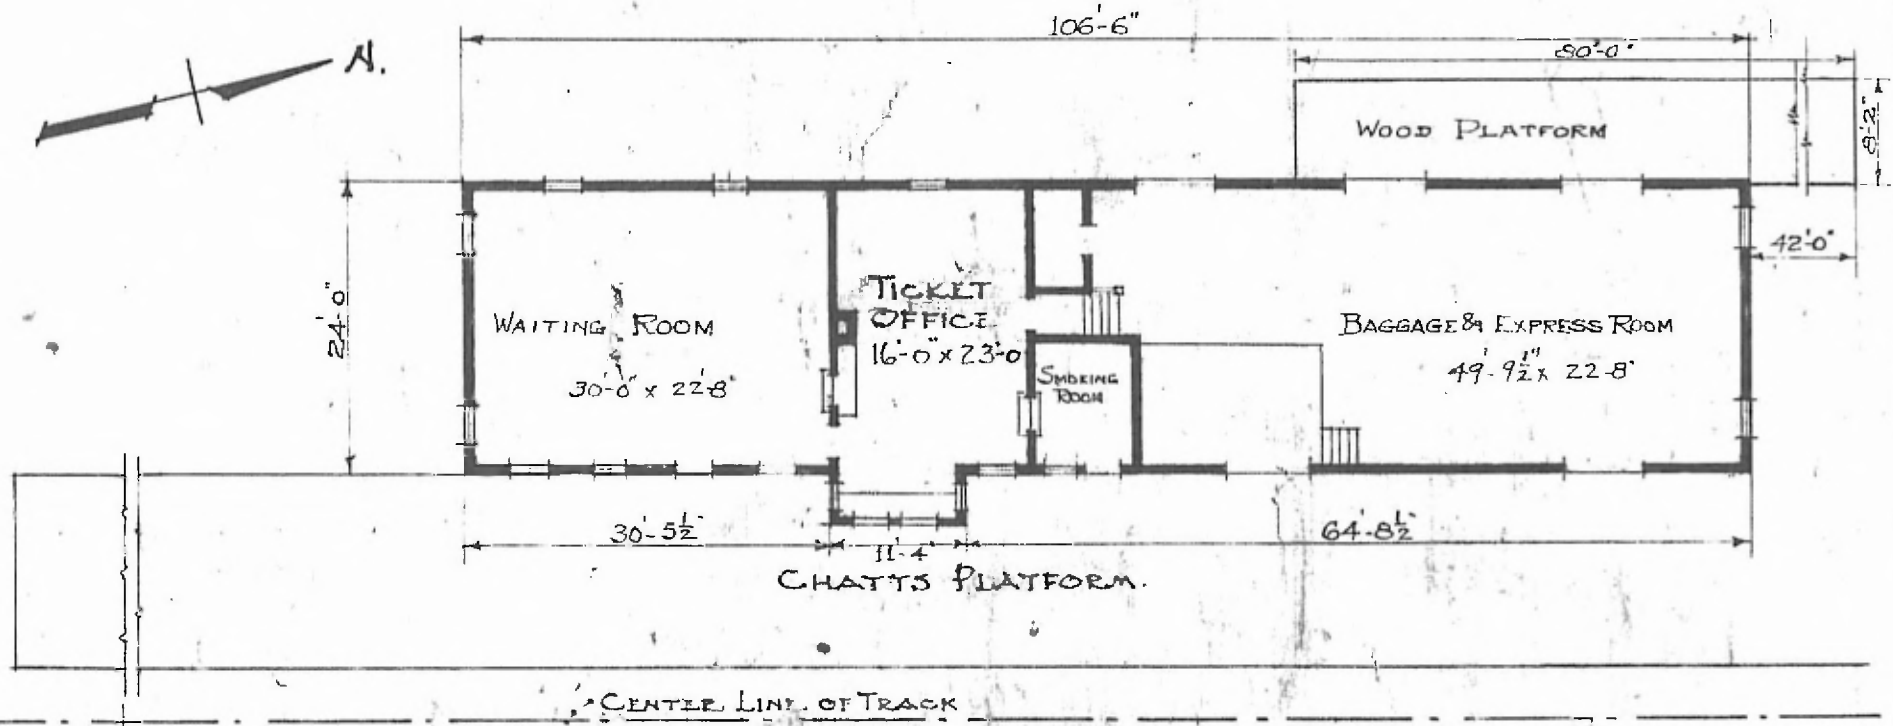 106'-6"
80'-0"
N.
WOOD PLATFORM
8'-2"
42'-0"
24'-0"
WAITING ROOM
30'-0" x 22'-8"
TICKET
OFFICE
16'-0" x 23'-0
SMOKING
ROOM
BAGGAGE & EXPRESS ROOM
49'-9½" x 22-8"
30'-5½"
11'-4"
64'-8½"
CHATTS PLATFORM.
CENTER LINE OF TRACK